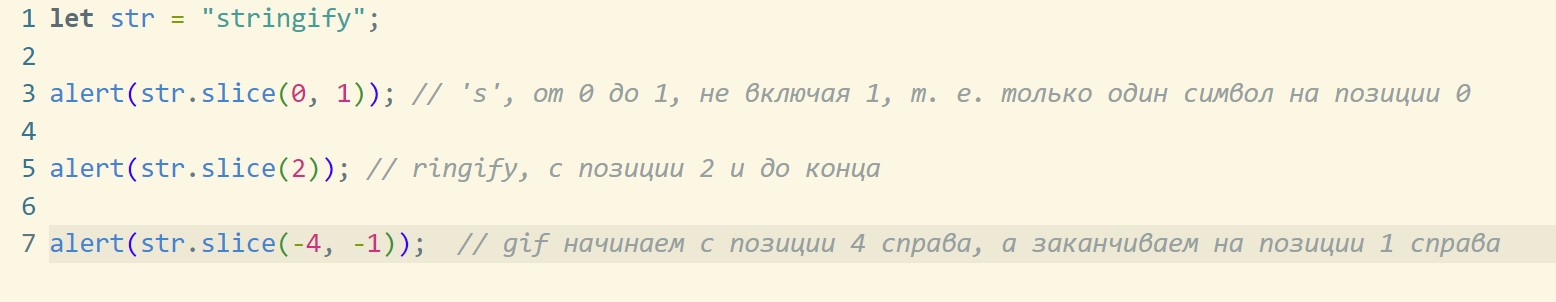 1 let str = "stringify";
2
3 alert(str.slice(0, 1)); // 's', от 0 до 1, не включая 1, т. е. только один символ на позиции 0
4
5 alert(str.slice(2)); // ringify, с позиции 2 и до конца
6
7 alert(str.slice(-4, -1)); // gif начинаем с позиции 4 справа, а заканчиваем на позиции 1 справа